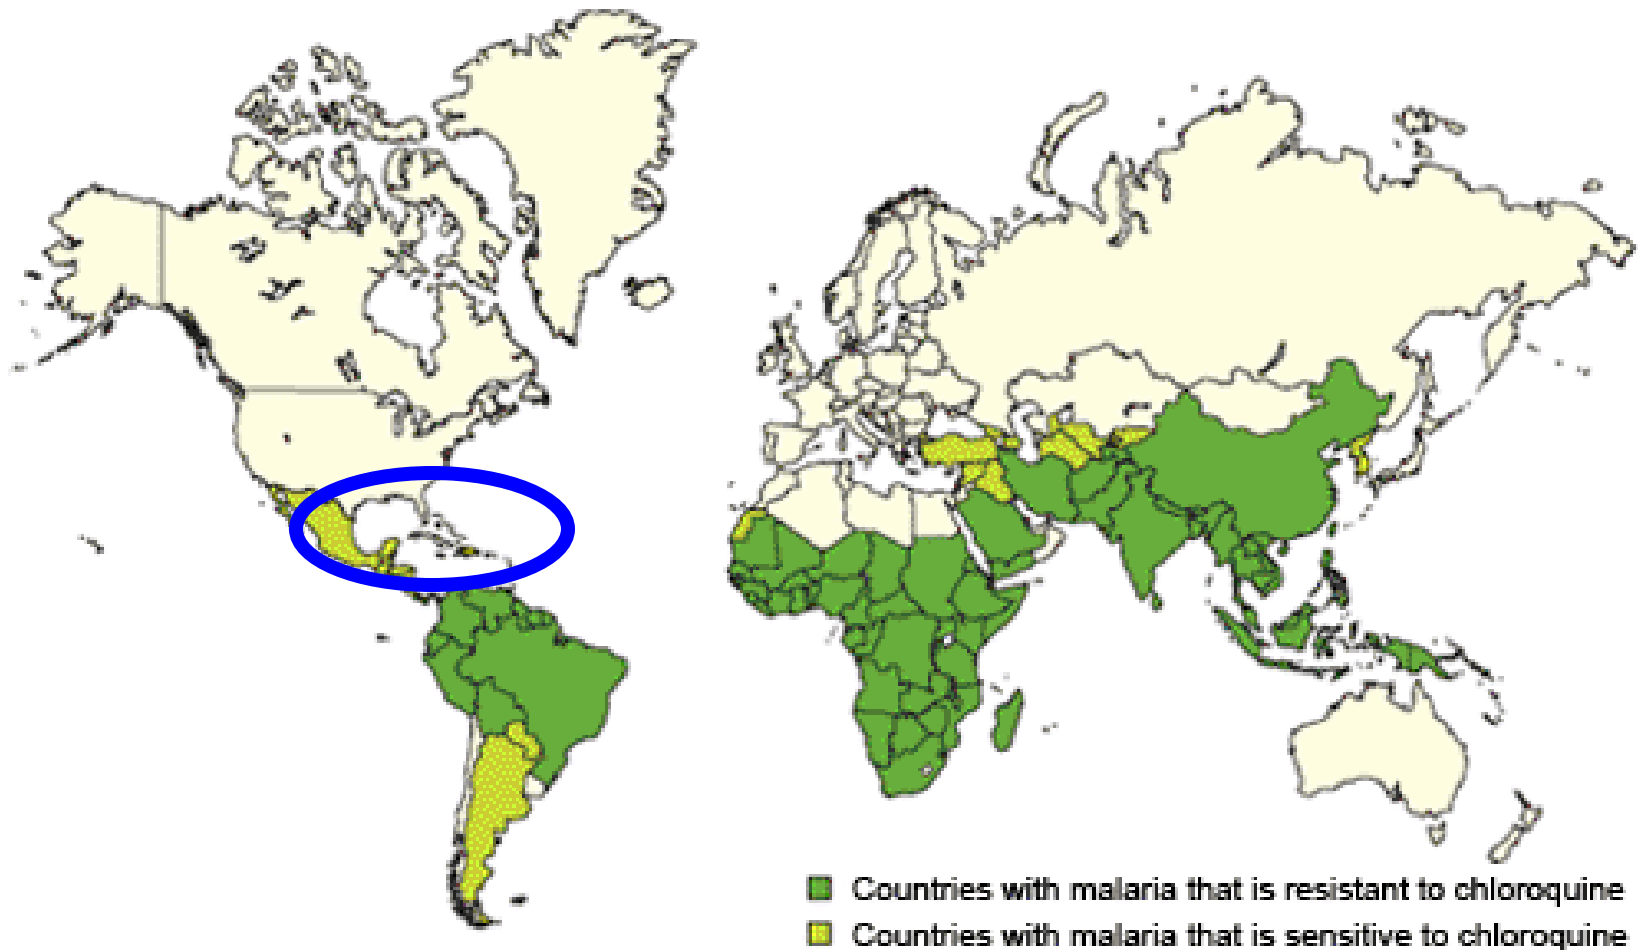 Countries with malaria that is resistant to chloroquine
Countries with malaria that is sensitive to chloroquine